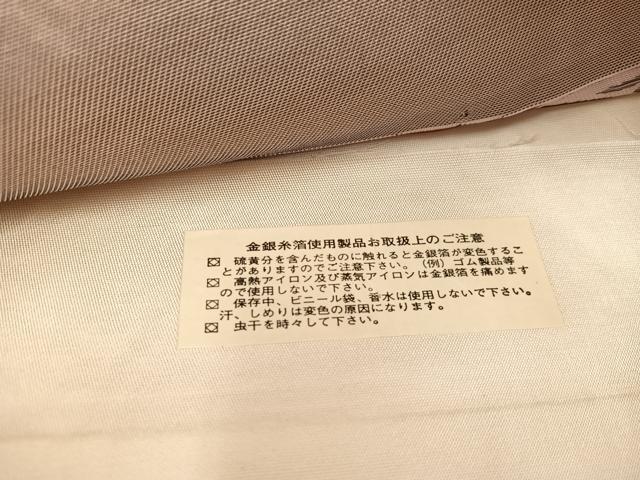 金銀糸箔使用製品お取扱上のご注意
硫黄分を含んだものに触れると金銀箔が変色するこ
とがありますのでご注意下さい。（例）ゴム製品等
高熱アイロン及び蒸気アイロンは金銀箔を痛めます
ので使用しないで下さい。
保存中、ビニール袋、香水は使用しないで下さい。
汗、しめりは変色の原因になります。
虫干を時々して下さい。